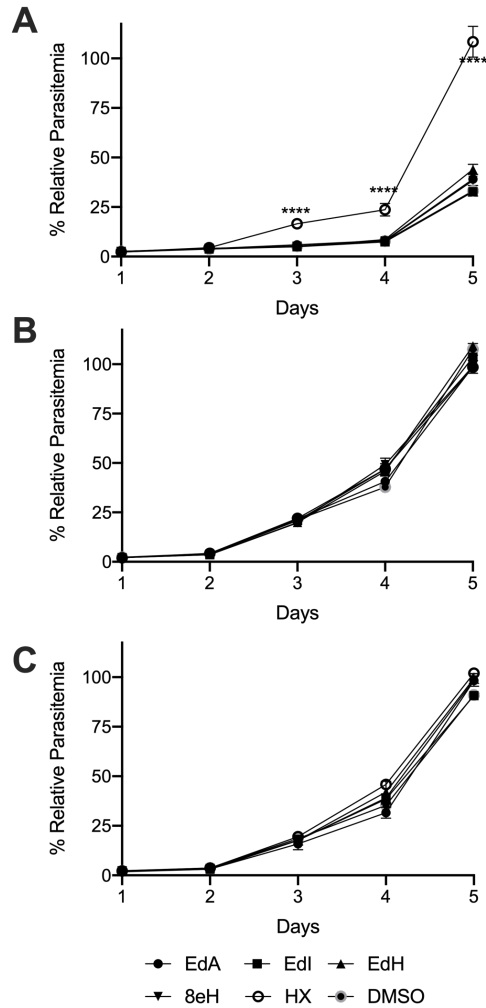 A
% Relative Parasitemia
100
75
50
25
0
****
****
****
1 2 3 4 5
Days
B
% Relative Parasitemia
100
75
50
25
0
1 2 3 4 5
Days
C
% Relative Parasitemia
100
75
50
25
0
1 2 3 4 5
Days
EdA EdI EdH
8eH HX DMSO